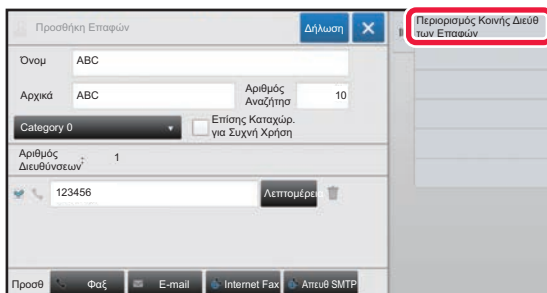 Προσθήκη Επαφών
Δήλωση
Περιορισμός Κοινής Διεύθ
των Επαφών
Όνομ ABC
Αρχικά ABC
Αριθμός
Αναζήτησ
10
Category 0
Επίσης Καταχώρ.
για Συχνή Χρήση
Αριθμός
Διευθύνσεων:
1
123456
Λεπτομέρει
Προσθ Φαξ E-mail Internet Fax Απευθ SMTP